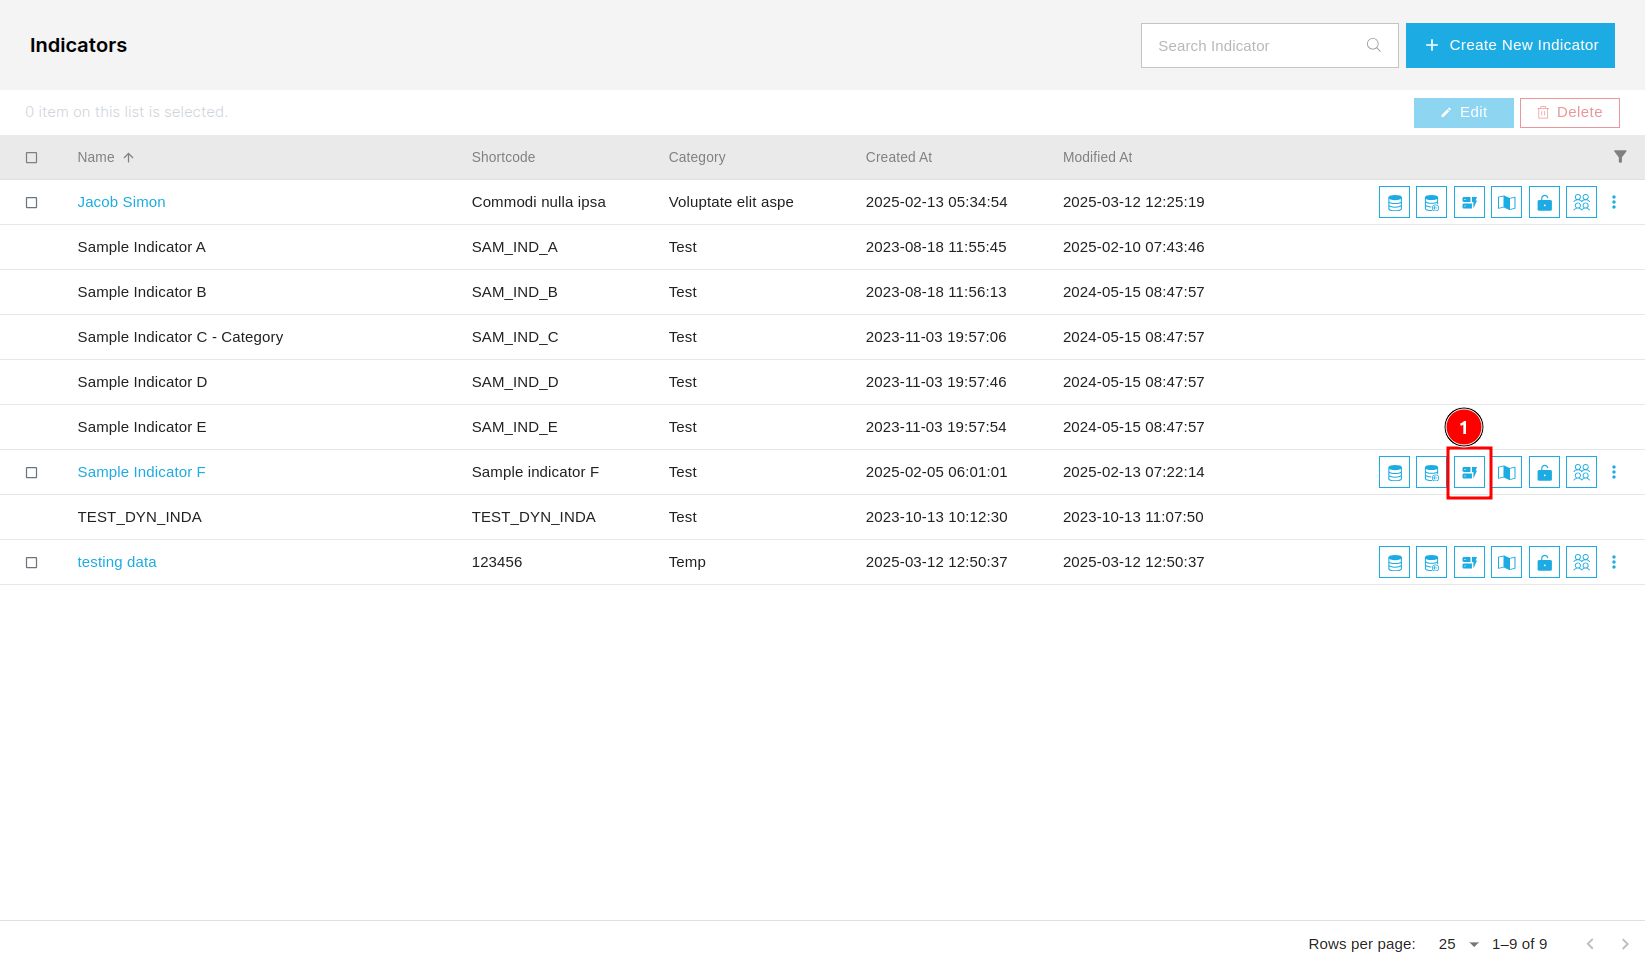 Indicators
Search Indicator
Create New Indicator
0 item on this list is selected.
Edit
Delete
Name Shortcode Category Created At Modified At
Jacob Simon Commodi nulla ipsa Voluptate elit aspe 2025-02-13 05:34:54 2025-03-12 12:25:19
Sample Indicator A SAM_IND_A Test 2023-08-18 11:55:45 2025-02-10 07:43:46
Sample Indicator B SAM_IND_B Test 2023-08-18 11:56:13 2024-05-15 08:47:57
Sample Indicator C - Category SAM_IND_C Test 2023-11-03 19:57:06 2024-05-15 08:47:57
Sample Indicator D SAM_IND_D Test 2023-11-03 19:57:46 2024-05-15 08:47:57
Sample Indicator E SAM_IND_E Test 2023-11-03 19:57:54 2024-05-15 08:47:57
1
Sample Indicator F Sample indicator F Test 2025-02-05 06:01:01 2025-02-13 07:22:14
TEST_DYN_INDA TEST_DYN_INDA Test 2023-10-13 10:12:30 2023-10-13 11:07:50
testing data 123456 Temp 2025-03-12 12:50:37 2025-03-12 12:50:37
Rows per page: 25 1–9 of 9